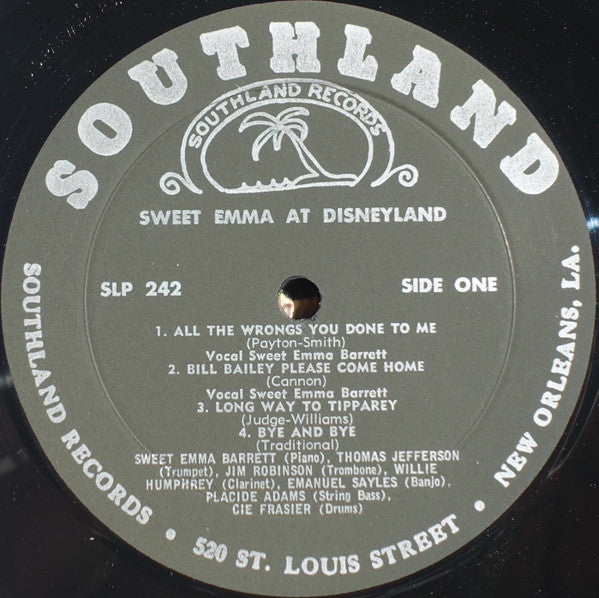 SOUTHLAND
SOUTHLAND RECORDS
SWEET EMMA AT DISNEYLAND
SLP 242
SIDE ONE
1. ALL THE WRONGS YOU DONE TO ME
(Payton-Smith)
Vocal Sweet Emma Barrett
2. BILL BAILEY PLEASE COME HOME
(Cannon)
Vocal Sweet Emma Barrett
3. LONG WAY TO TIPPAREY
(Judge-Williams)
4. BYE AND BYE
(Traditional)
SWEET EMMA BARRETT (Piano), THOMAS JEFFERSON
(Trumpet), JIM ROBINSON (Trombone), WILLIE
HUMPHREY (Clarinet), EMANUEL SAYLES (Banjo),
PLACIDE ADAMS (String Bass),
CIE FRASIER (Drums)
SOUTHLAND RECORDS • 520 ST. LOUIS STREET • NEW ORLEANS, LA.